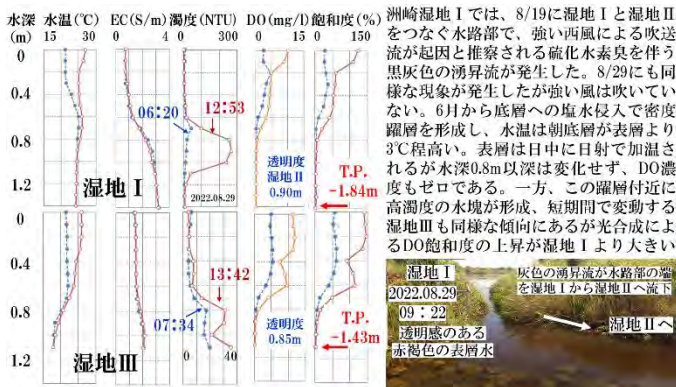 水深 水温(℃) EC(S/m) 濁度(NTU) DO(mg/l) 飽和度(%)
(m) 15 30 0 4 0 300 0 15 0 150
0
0.4
0.8
1.2
06:20
12:53
湿地Ⅰ
2022.08.29
透明度
湿地Ⅱ
0.90m
T.P.
-1.84m
0
0.4
0.8
1.2
13:42
07:34
湿地Ⅲ
0 40
透明度
0.85m
T.P.
-1.43m
洲崎湿地Ⅰでは、8/19に湿地Ⅰと湿地Ⅱ
をつなぐ水路部で、強い西風による吹送
流が起因と推察される硫化水素臭を伴う
黒灰色の湧昇流が発生した。8/29にも同
様な現象が発生したが強い風は吹いてい
ない。6月から底層への塩水侵入で密度
躍層を形成し、水温は朝底層が表層より
3℃程高い。表層は日中に日射で加温さ
れるが水深0.8m以深は変化せず、DO濃
度もゼロである。一方、この躍層付近に
高濁度の水塊が形成、短期間で変動する
湿地Ⅲも同様な傾向にあるが光合成によ
るDO飽和度の上昇が湿地Ⅰより大きい
湿地Ⅰ
2022.08.29
09：22
透明感のある
赤褐色の表層水
灰色の湧昇流が水路部の端
を湿地Ⅰから湿地Ⅱへ流下
湿地Ⅱへ